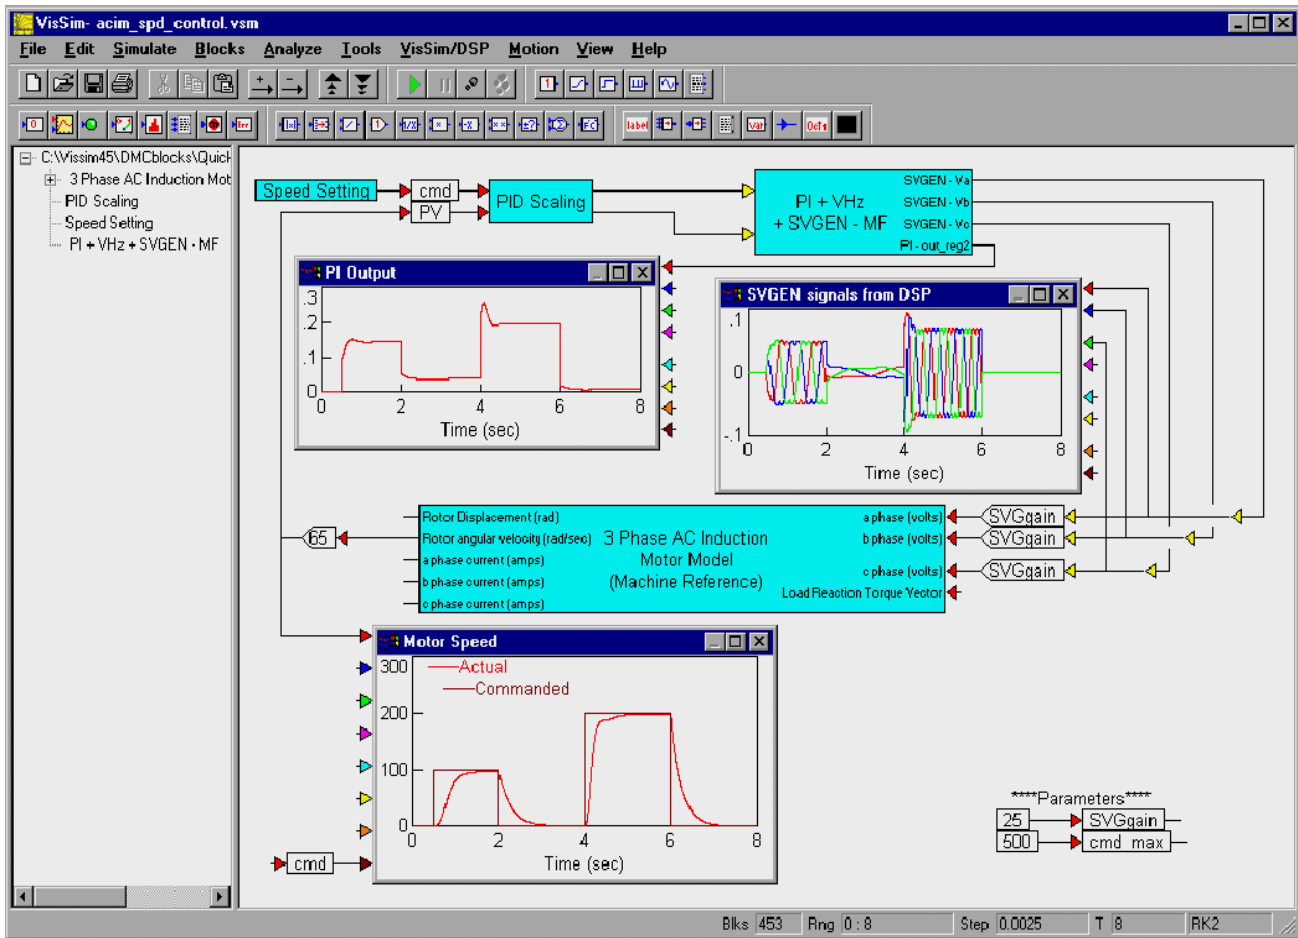 VisSim- acim_spd_control.vsm
File Edit Simulate Blocks Analyze Tools VisSim/DSP Motion View Help
label var
C:\Vissim45\DMCblocks\Quick
3 Phase AC Induction Mot
PID Scaling
Speed Setting
PI + VHz + SVGEN - MF
Speed Setting
cmd
PV
PID Scaling
PI + VHz
+ SVGEN - MF
SVGEN - Va
SVGEN - Vb
SVGEN - Vc
PI - out_reg2
PI Output
.3
.2
.1
0
0 2 4 6 8
Time (sec)
SVGEN signals from DSP
.1
0
-.1
0 2 4 6 8
Time (sec)
65
Rotor Displacement (rad)
Rotor angular velocity (rad/sec)
a phase current (amps)
b phase current (amps)
c phase current (amps)
3 Phase AC Induction
Motor Model
(Machine Reference)
a phase (volts)
b phase (volts)
c phase (volts)
Load Reaction Torque Vector
SVGgain
SVGgain
SVGgain
Motor Speed
300
200
100
0
Actual
Commanded
0 2 4 6 8
Time (sec)
cmd
****Parameters****
25 SVGgain
500 cmd max
Blks 453 Rng 0 : 8 Step 0.0025 T 8 RK2